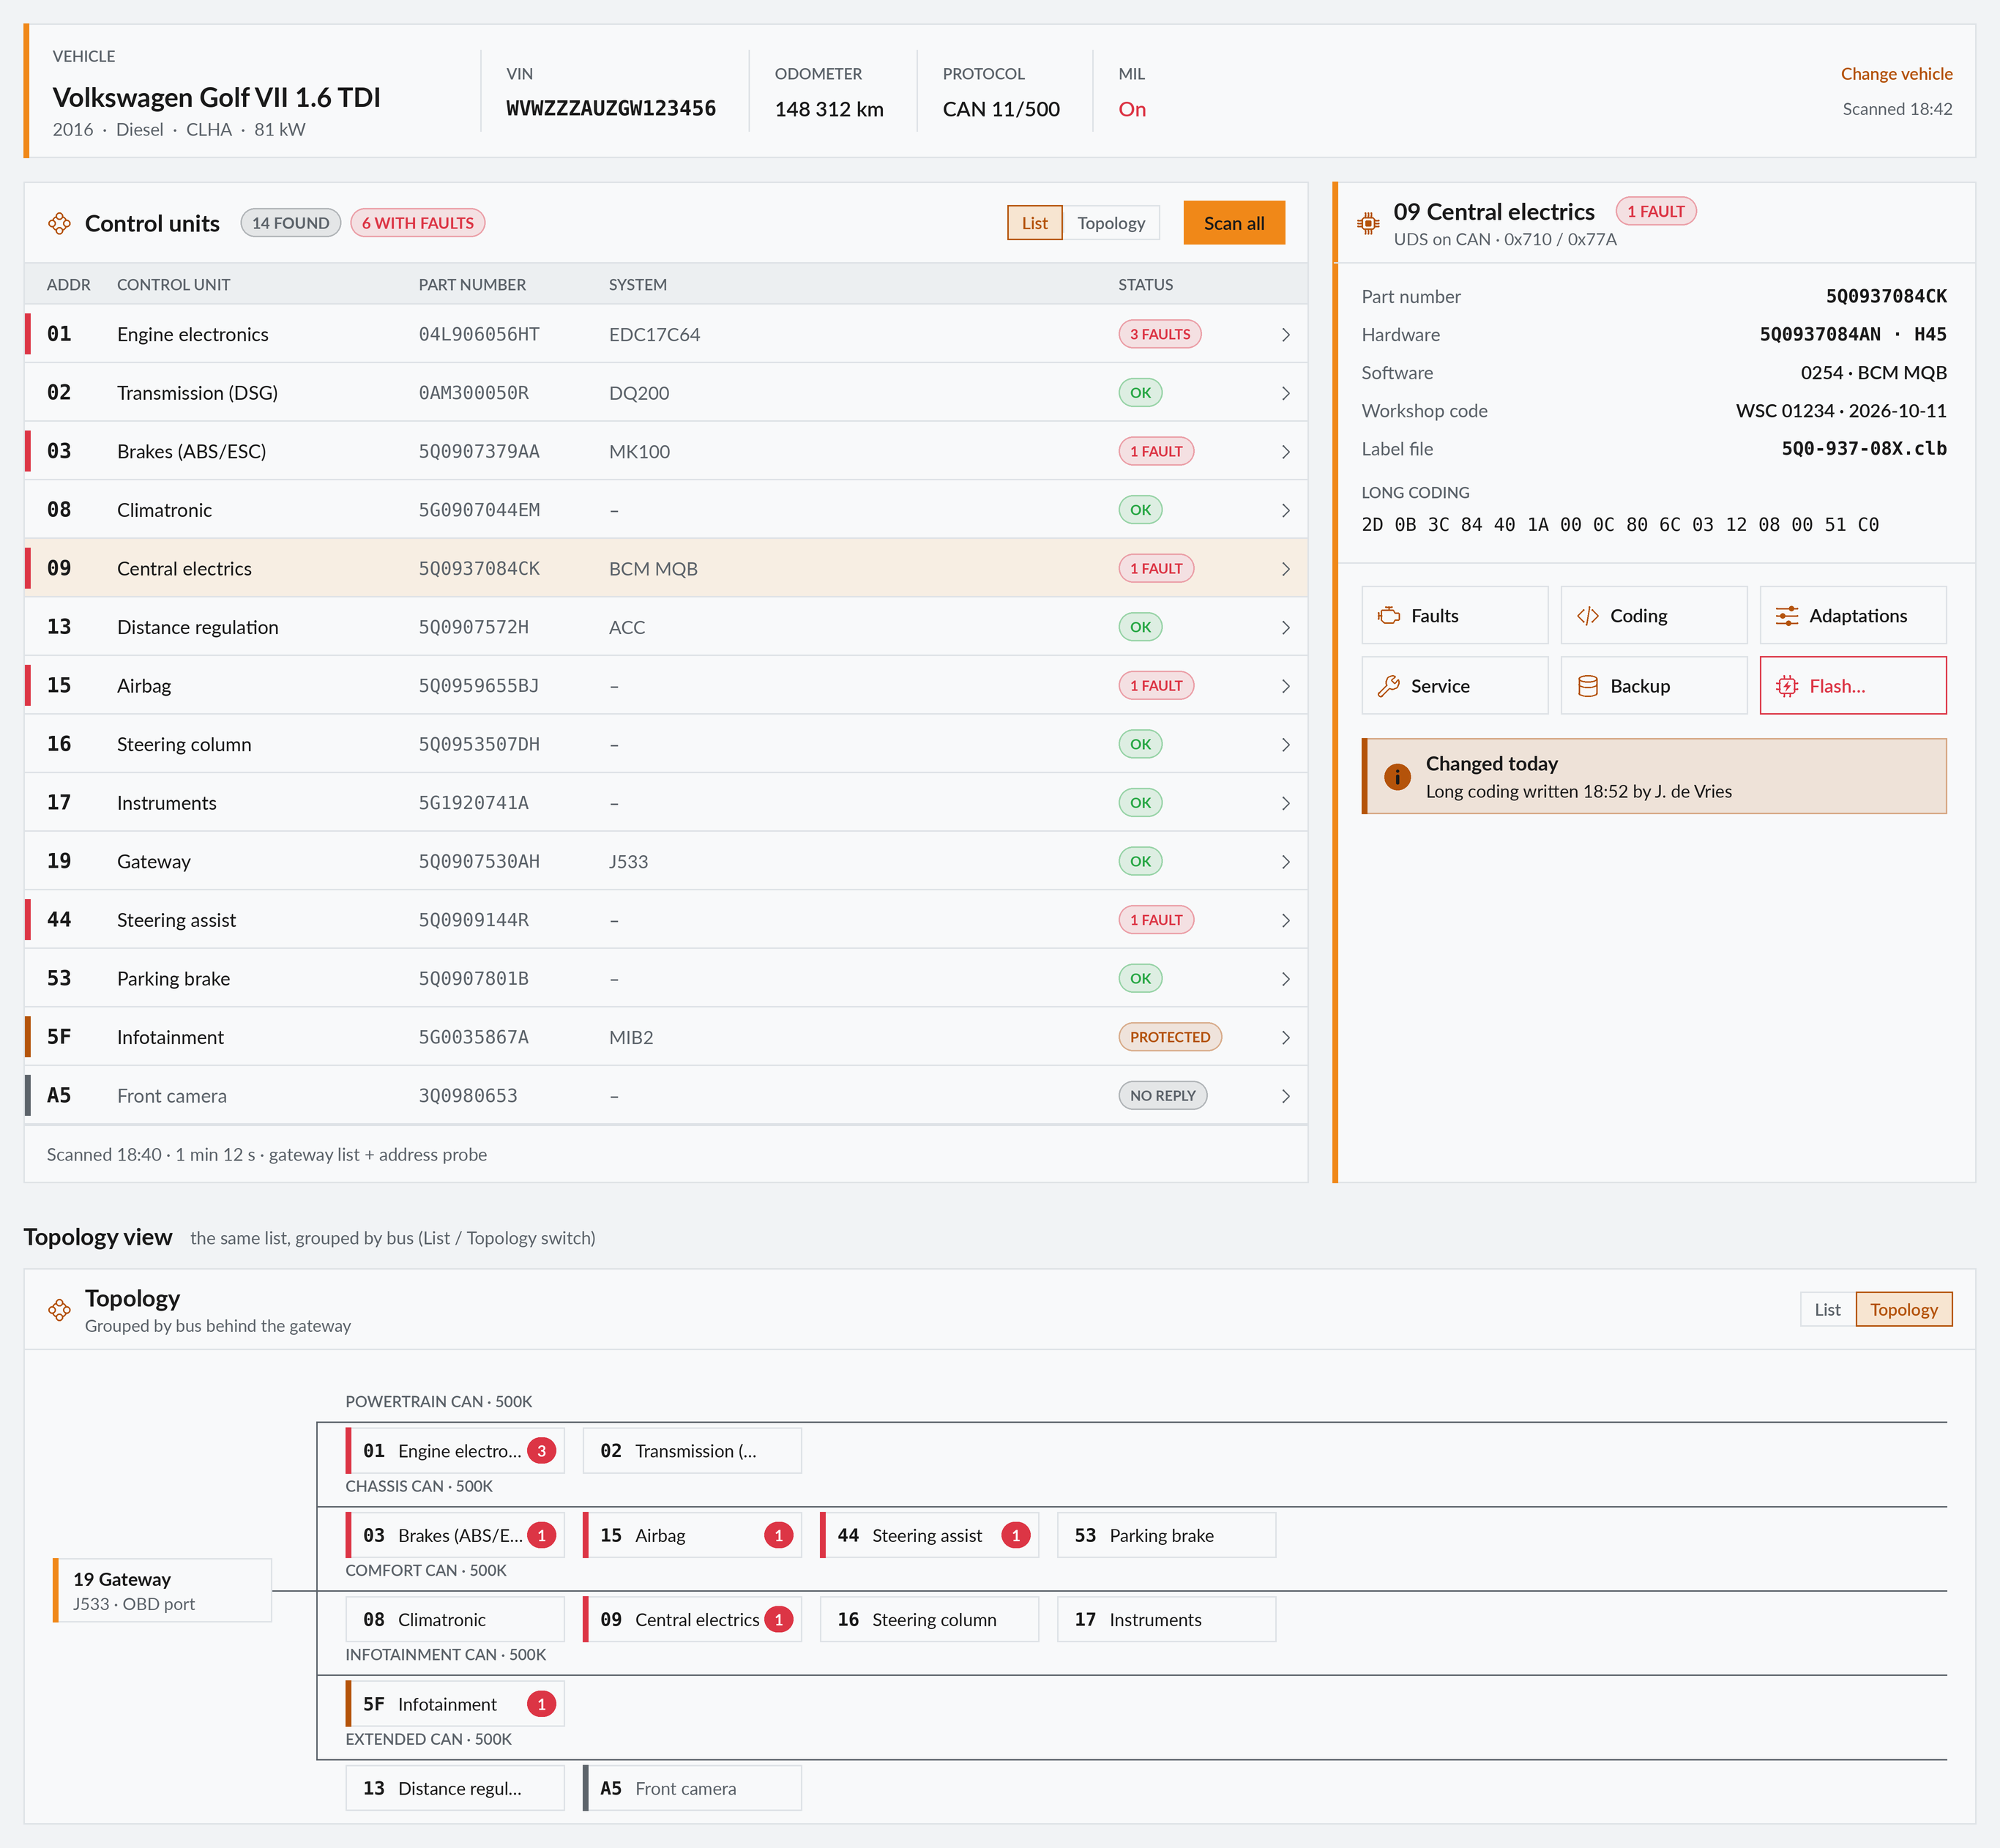 VEHICLE
Volkswagen Golf VII 1.6 TDI
2016 · Diesel · CLHA · 81 kW
VIN
WVWZZZAUZGW123456
ODOMETER
148 312 km
PROTOCOL
CAN 11/500
MIL
On
Change vehicle
Scanned 18:42
Control units 14 FOUND 6 WITH FAULTS List Topology Scan all
ADDR CONTROL UNIT PART NUMBER SYSTEM STATUS
01 Engine electronics 04L906056HT EDC17C64 3 FAULTS
02 Transmission (DSG) 0AM300050R DQ200 OK
03 Brakes (ABS/ESC) 5Q0907379AA MK100 1 FAULT
08 Climatronic 5G0907044EM – OK
09 Central electrics 5Q0937084CK BCM MQB 1 FAULT
13 Distance regulation 5Q0907572H ACC OK
15 Airbag 5Q0959655BJ – 1 FAULT
16 Steering column 5Q0953507DH – OK
17 Instruments 5G1920741A – OK
19 Gateway 5Q0907530AH J533 OK
44 Steering assist 5Q0909144R – 1 FAULT
53 Parking brake 5Q0907801B – OK
5F Infotainment 5G0035867A MIB2 PROTECTED
A5 Front camera 3Q0980653 – NO REPLY
Scanned 18:40 · 1 min 12 s · gateway list + address probe
09 Central electrics 1 FAULT
UDS on CAN · 0x710 / 0x77A
Part number 5Q0937084CK
Hardware 5Q0937084AN · H45
Software 0254 · BCM MQB
Workshop code WSC 01234 · 2026-10-11
Label file 5Q0-937-08X.clb
LONG CODING
2D 0B 3C 84 40 1A 00 0C 80 6C 03 12 08 00 51 C0
Faults Coding Adaptations
Service Backup Flash...
Changed today
Long coding written 18:52 by J. de Vries
Topology view the same list, grouped by bus (List / Topology switch)
Topology
Grouped by bus behind the gateway
List Topology
19 Gateway
J533 · OBD port
POWERTRAIN CAN · 500K
01 Engine electro... 3 02 Transmission (...
CHASSIS CAN · 500K
03 Brakes (ABS/E... 1 15 Airbag 1 44 Steering assist 1 53 Parking brake
COMFORT CAN · 500K
08 Climatronic 09 Central electrics 1 16 Steering column 17 Instruments
INFOTAINMENT CAN · 500K
5F Infotainment 1
EXTENDED CAN · 500K
13 Distance regul... A5 Front camera